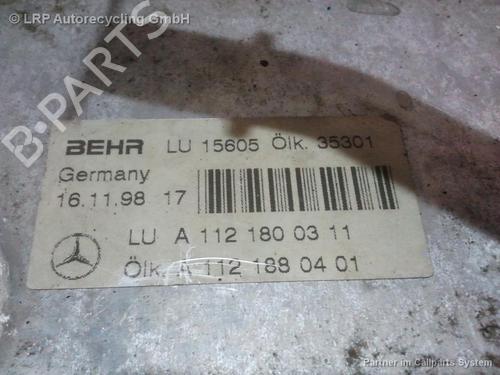 LRP Autorecycling GmbH
B-PARTS
BEHR LU 15605 Ölk. 35301
Germany
16.11.98 17
LU A 112 180 03 11
Ölk. A 112 188 04 01
Partner im Callparts System